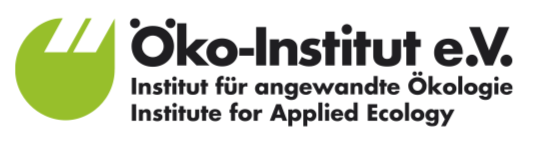 Öko-Institut e.V.
Institut für angewandte Ökologie
Institute for Applied Ecology